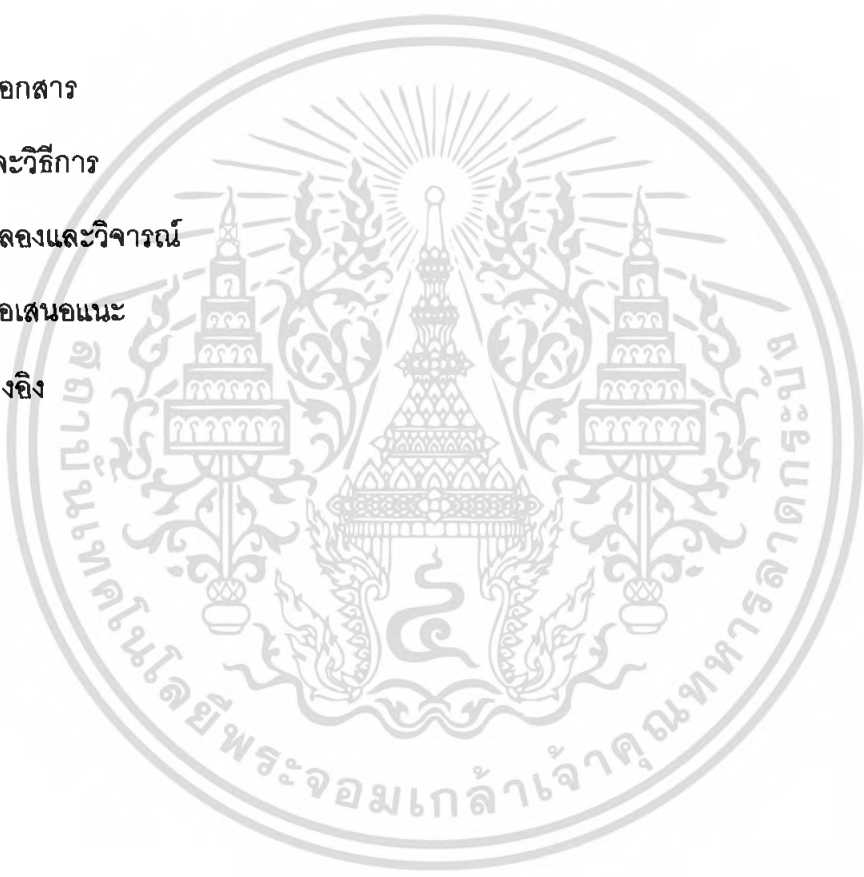 อกสาร
ละวิธีการ
ลองและวิจารณ์
อเสนอแนะ
งอิง
สถาบันเทคโนโลยีพระจอมเกล้าเจ้าคุณทหารลาดกระบัง